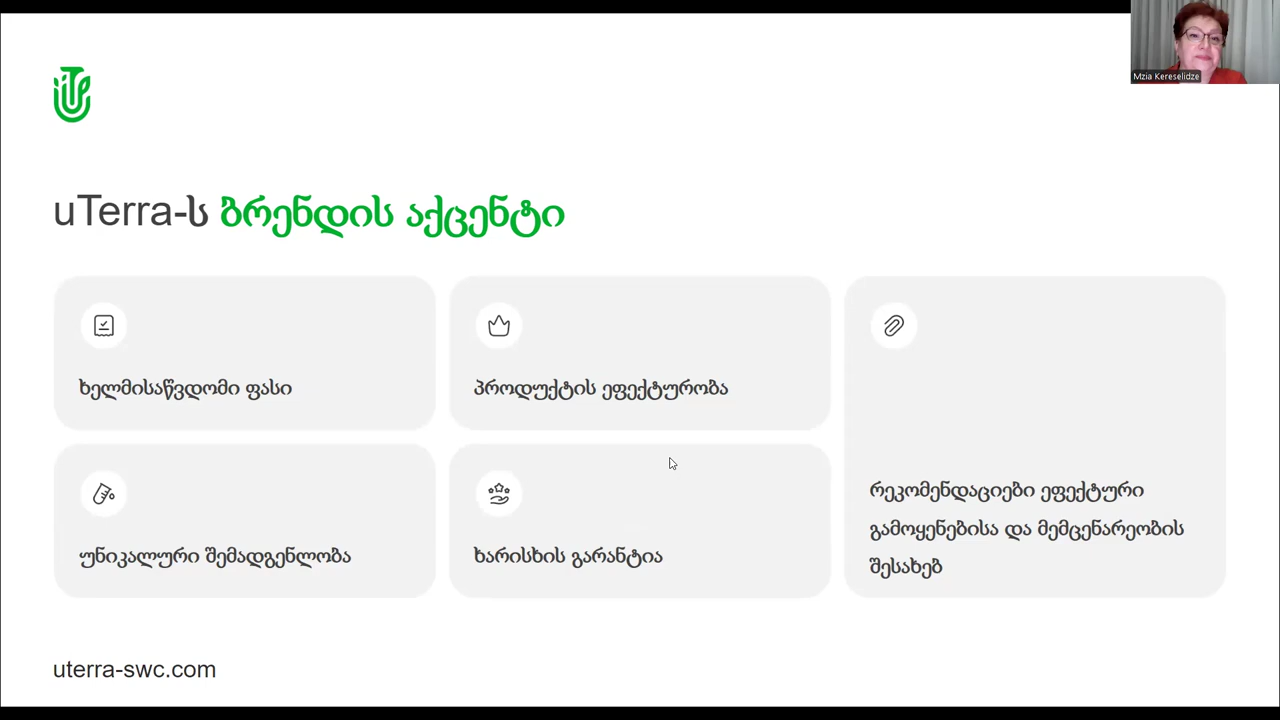 Mzia Kereselidze
uTerra-ს ბრენდის აქცენტი
ხელმისაწვდომი ფასი
პროდუქტის ეფექტურობა
უნიკალური შემადგენლობა
ხარისხის გარანტია
რეკომენდაციები ეფექტური
გამოყენებისა და მემცენარეობის
შესახებ
uterra-swc.com